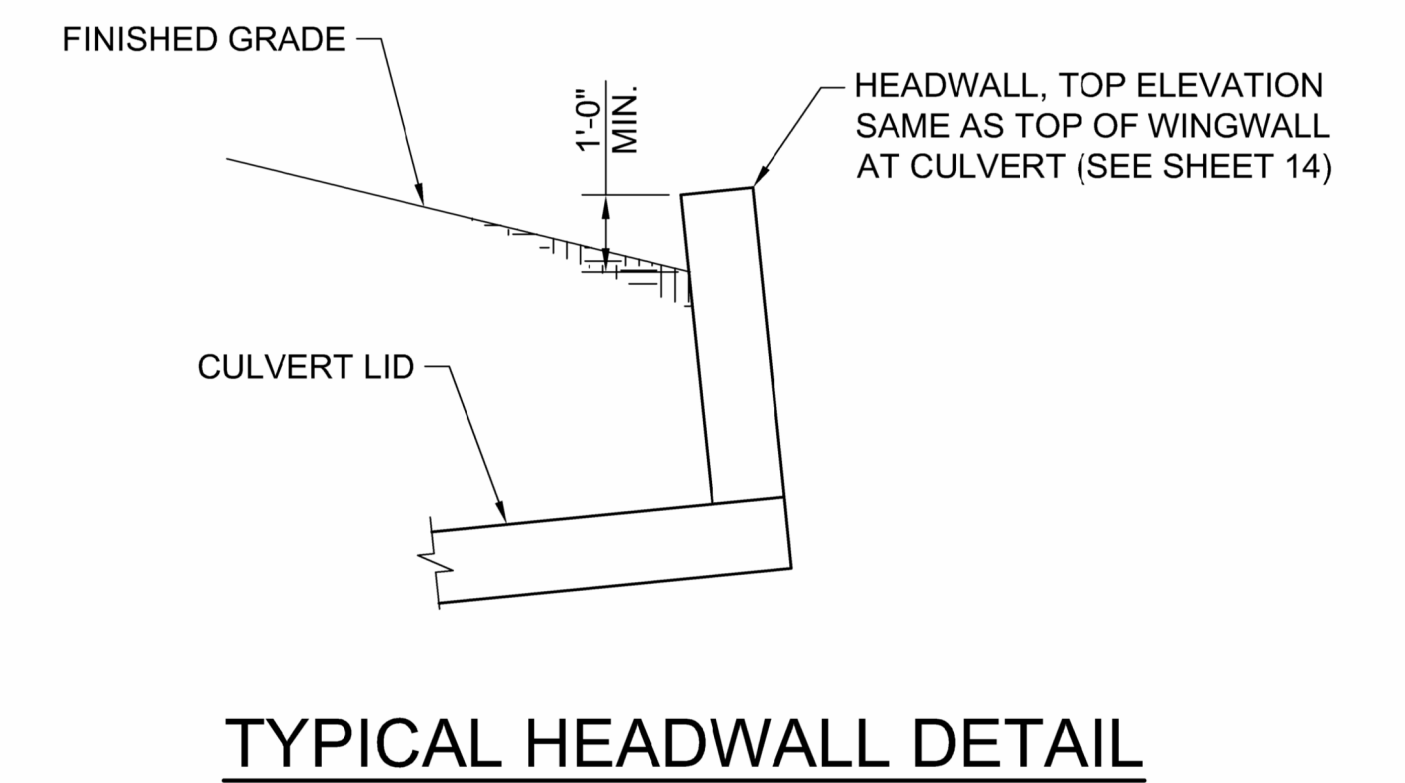 FINISHED GRADE
1'-0"
MIN.
HEADWALL, TOP ELEVATION
SAME AS TOP OF WINGWALL
AT CULVERT (SEE SHEET 14)
CULVERT LID
TYPICAL HEADWALL DETAIL